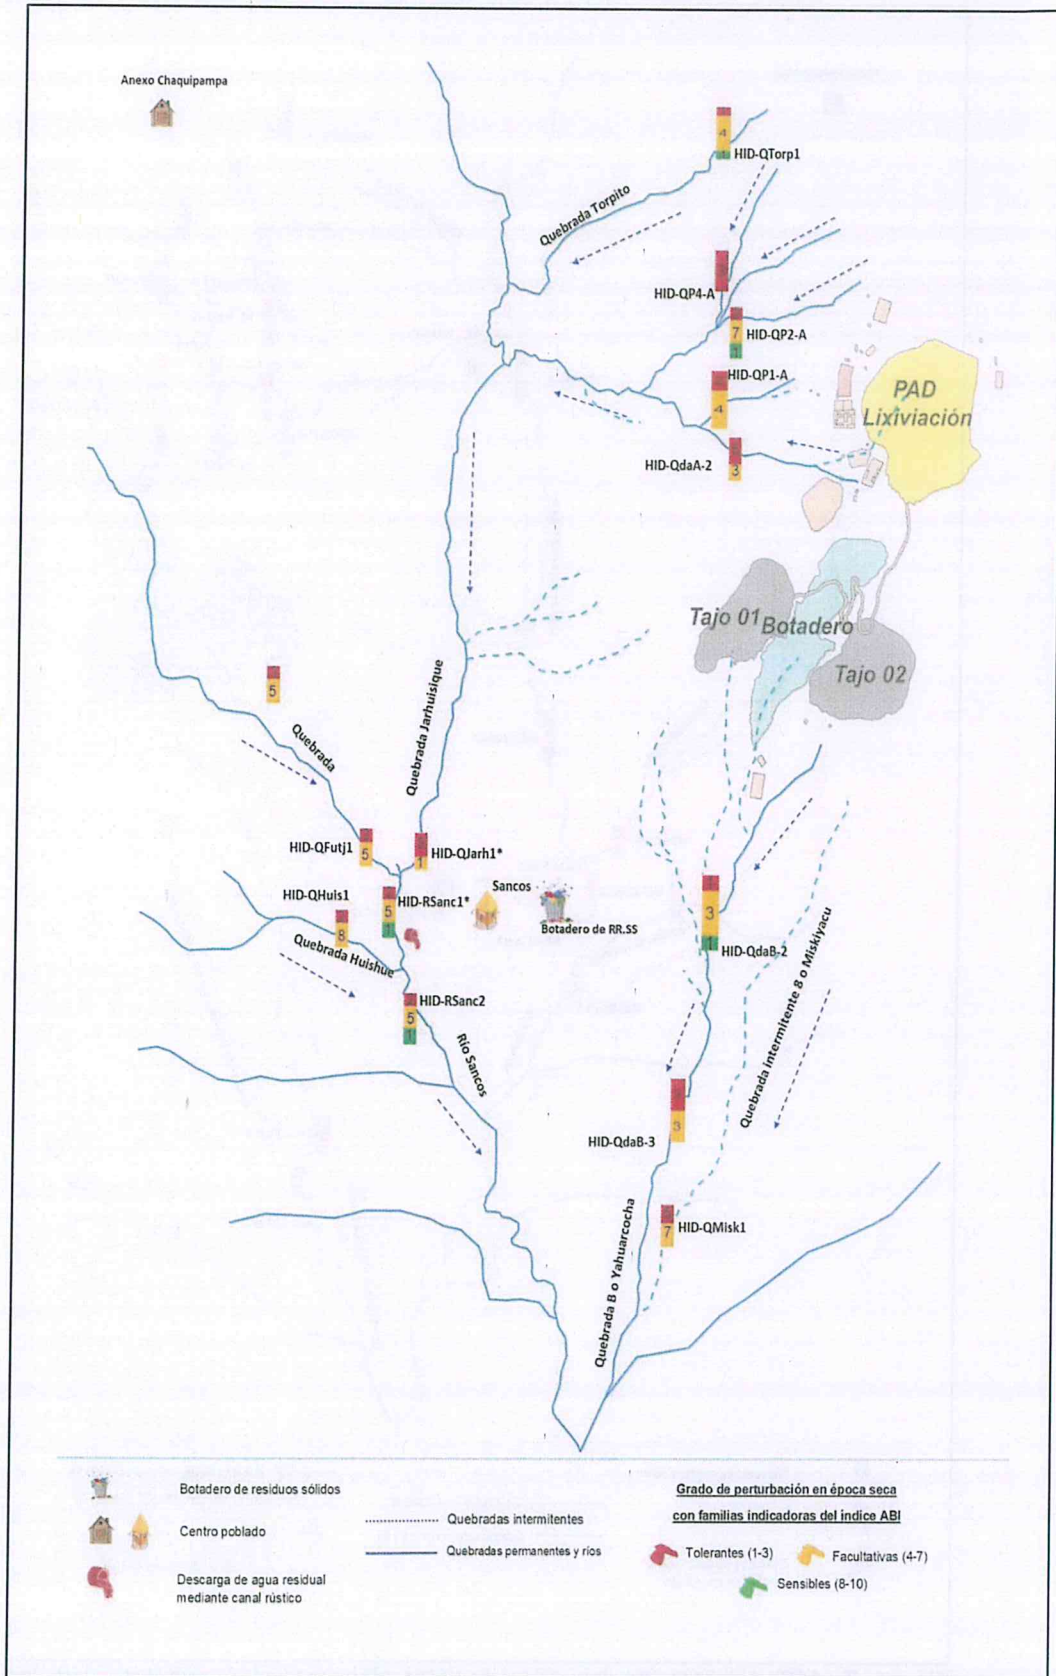 Anexo Chaquipampa
4
1
HID-QTorp1
Quebrada Torpito
HID-QP4-A
7
1
HID-QP2-A
HID-QP1-A
4
HID-QdaA-2
3
PAD
Lixiviación
Tajo 01
Botadero
Tajo 02
5
Quebrada
Quebrada Jarhuisique
HID-QFutj1
5
HID-QJarh1*
1
HID-QHuis1
8
HID-RSanc1*
5
1
Sancos
Botadero de RR.SS
Quebrada Huishue
HID-RSanc2
5
1
Río Sancos
3
1
HID-QdaB-2
Quebrada Intermitente 8 o Miskiyacu
3
HID-QdaB-3
7
HID-QMisk1
Quebrada B o Yahuarcocha
Botadero de residuos sólidos
Centro poblado
Descarga de agua residual
mediante canal rústico
Quebradas intermitentes
Quebradas permanentes y ríos
Grado de perturbación en época seca
con familias indicadoras del indice ABI
Tolerantes (1-3)
Facultativas (4-7)
Sensibles (8-10)